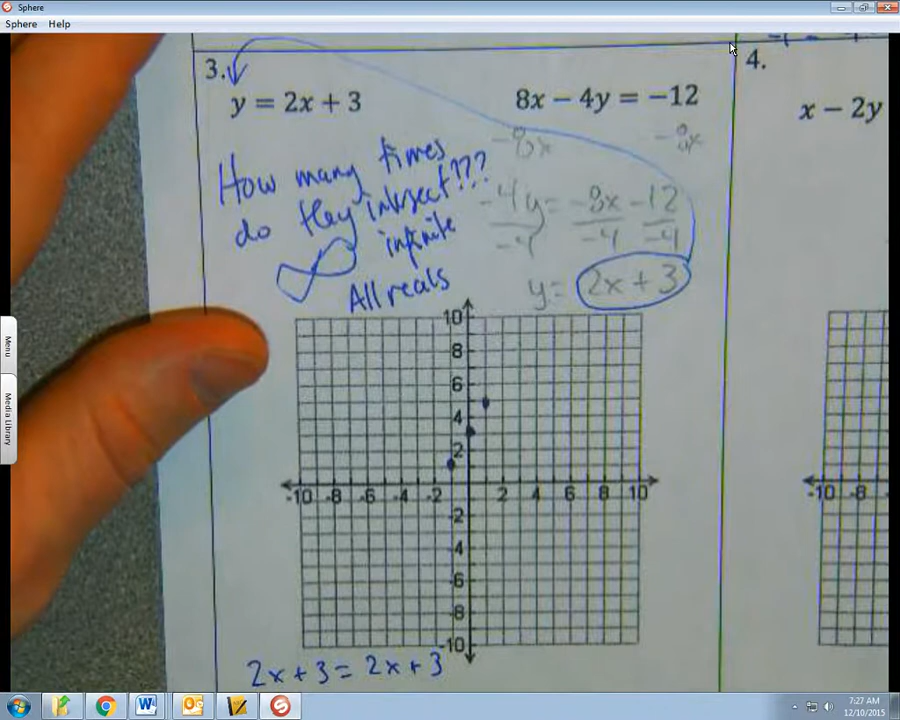 Sphere
Sphere Help
3.
4.
y = 2x + 3
8x − 4y = −12
x − 2y
-8x -8x
How many times
do they intersect???
infinite
∞
All reals
-4y = -8x -12
-4 -4 -4
y = 2x + 3
10
8
6
4
2
-10 -8 -6 -4 -2 2 4 6 8 10
-10 -8
-2
-4
-6
-8
-10
2x + 3 = 2x + 3
Menu
Media Library
7:27 AM
12/10/2015